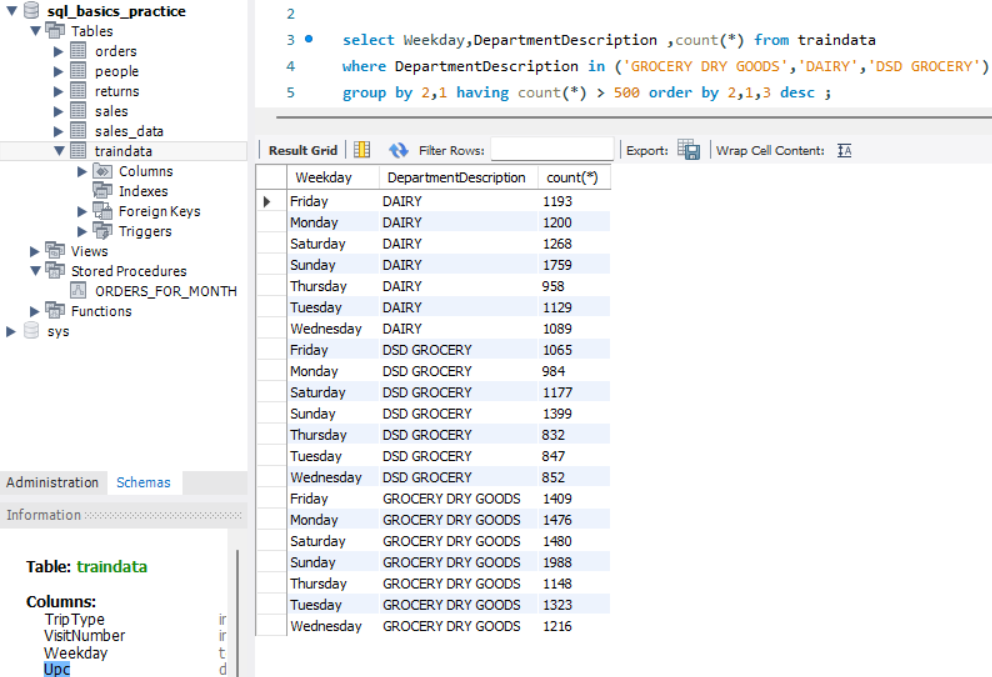 sql_basics_practice
Tables
orders
people
returns
sales
sales_data
traindata
Columns
Indexes
Foreign Keys
Triggers
Views
Stored Procedures
ORDERS_FOR_MONTH
Functions
sys
Administration Schemas
Information
Table: traindata
Columns:
TripType
VisitNumber
Weekday t
Upc d
2
3 select Weekday,DepartmentDescription ,count(*) from traindata
4 where DepartmentDescription in ('GROCERY DRY GOODS','DAIRY','DSD GROCERY')
5 group by 2,1 having count(*) > 500 order by 2,1,3 desc ;
Result Grid Filter Rows: Export: Wrap Cell Content:
Weekday DepartmentDescription count(*)
Friday DAIRY 1193
Monday DAIRY 1200
Saturday DAIRY 1268
Sunday DAIRY 1759
Thursday DAIRY 958
Tuesday DAIRY 1129
Wednesday DAIRY 1089
Friday DSD GROCERY 1065
Monday DSD GROCERY 984
Saturday DSD GROCERY 1177
Sunday DSD GROCERY 1399
Thursday DSD GROCERY 832
Tuesday DSD GROCERY 847
Wednesday DSD GROCERY 852
Friday GROCERY DRY GOODS 1409
Monday GROCERY DRY GOODS 1476
Saturday GROCERY DRY GOODS 1480
Sunday GROCERY DRY GOODS 1988
Thursday GROCERY DRY GOODS 1148
Tuesday GROCERY DRY GOODS 1323
Wednesday GROCERY DRY GOODS 1216